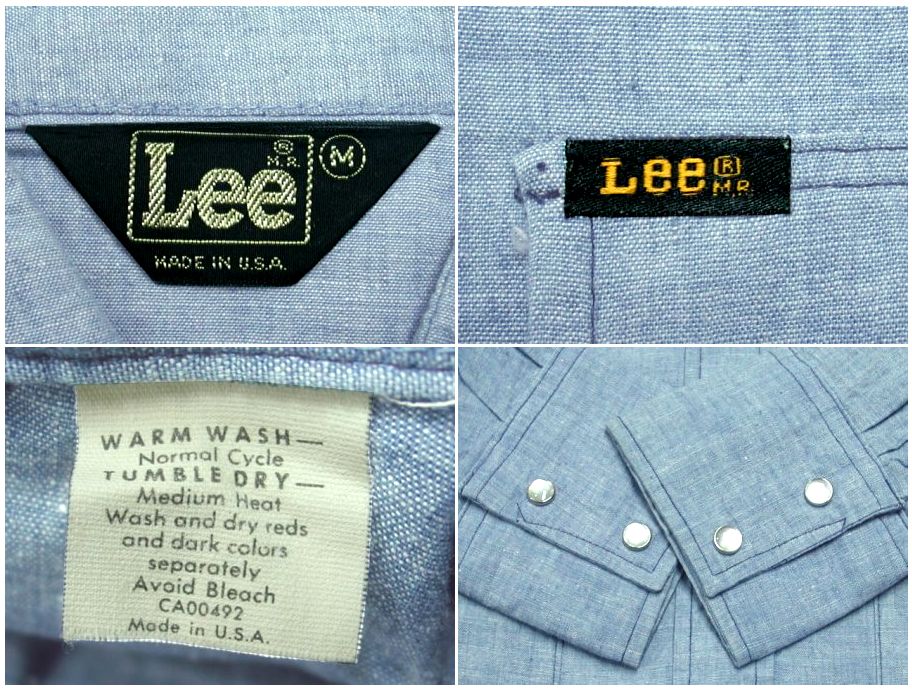 Lee ® M.R.
M
MADE IN U.S.A.
Lee ® M.R.
WARM WASH—
Normal Cycle
TUMBLE DRY—
Medium Heat
Wash and dry reds
and dark colors
separately
Avoid Bleach
CA00492
Made in U.S.A.